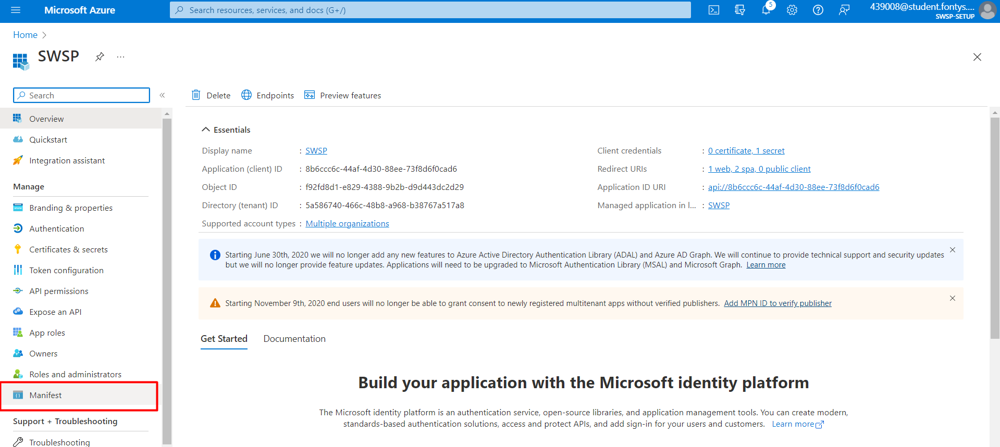 Microsoft Azure
Search resources, services, and docs (G+/)
5
439008@student.fontys....
SWSP-SETUP
Home
SWSP
...
Search
«
Delete
Endpoints
Preview features
Overview
Quickstart
Integration assistant
Manage
Branding & properties
Authentication
Certificates & secrets
Token configuration
API permissions
Expose an API
App roles
Owners
Roles and administrators
Manifest
Support + Troubleshooting
Troubleshooting
Essentials
Display name : SWSP
Application (client) ID : 8b6ccc6c-44af-4d30-88ee-73f8d6f0cad6
Object ID : f92fd8d1-e829-4388-9b2b-d9d443dc2d29
Directory (tenant) ID : 5a586740-466c-48b8-a968-b38767a517a8
Supported account types : Multiple organizations
Client credentials : 0 certificate, 1 secret
Redirect URIs : 1 web, 2 spa, 0 public client
Application ID URI : api://8b6ccc6c-44af-4d30-88ee-73f8d6f0cad6
Managed application in l... : SWSP
Starting June 30th, 2020 we will no longer add any new features to Azure Active Directory Authentication Library (ADAL) and Azure AD Graph. We will continue to provide technical support and security updates
but we will no longer provide feature updates. Applications will need to be upgraded to Microsoft Authentication Library (MSAL) and Microsoft Graph. Learn more
Starting November 9th, 2020 end users will no longer be able to grant consent to newly registered multitenant apps without verified publishers. Add MPN ID to verify publisher
Get Started
Documentation
Build your application with the Microsoft identity platform
The Microsoft identity platform is an authentication service, open-source libraries, and application management tools. You can create modern,
standards-based authentication solutions, access and protect APIs, and add sign-in for your users and customers. Learn more